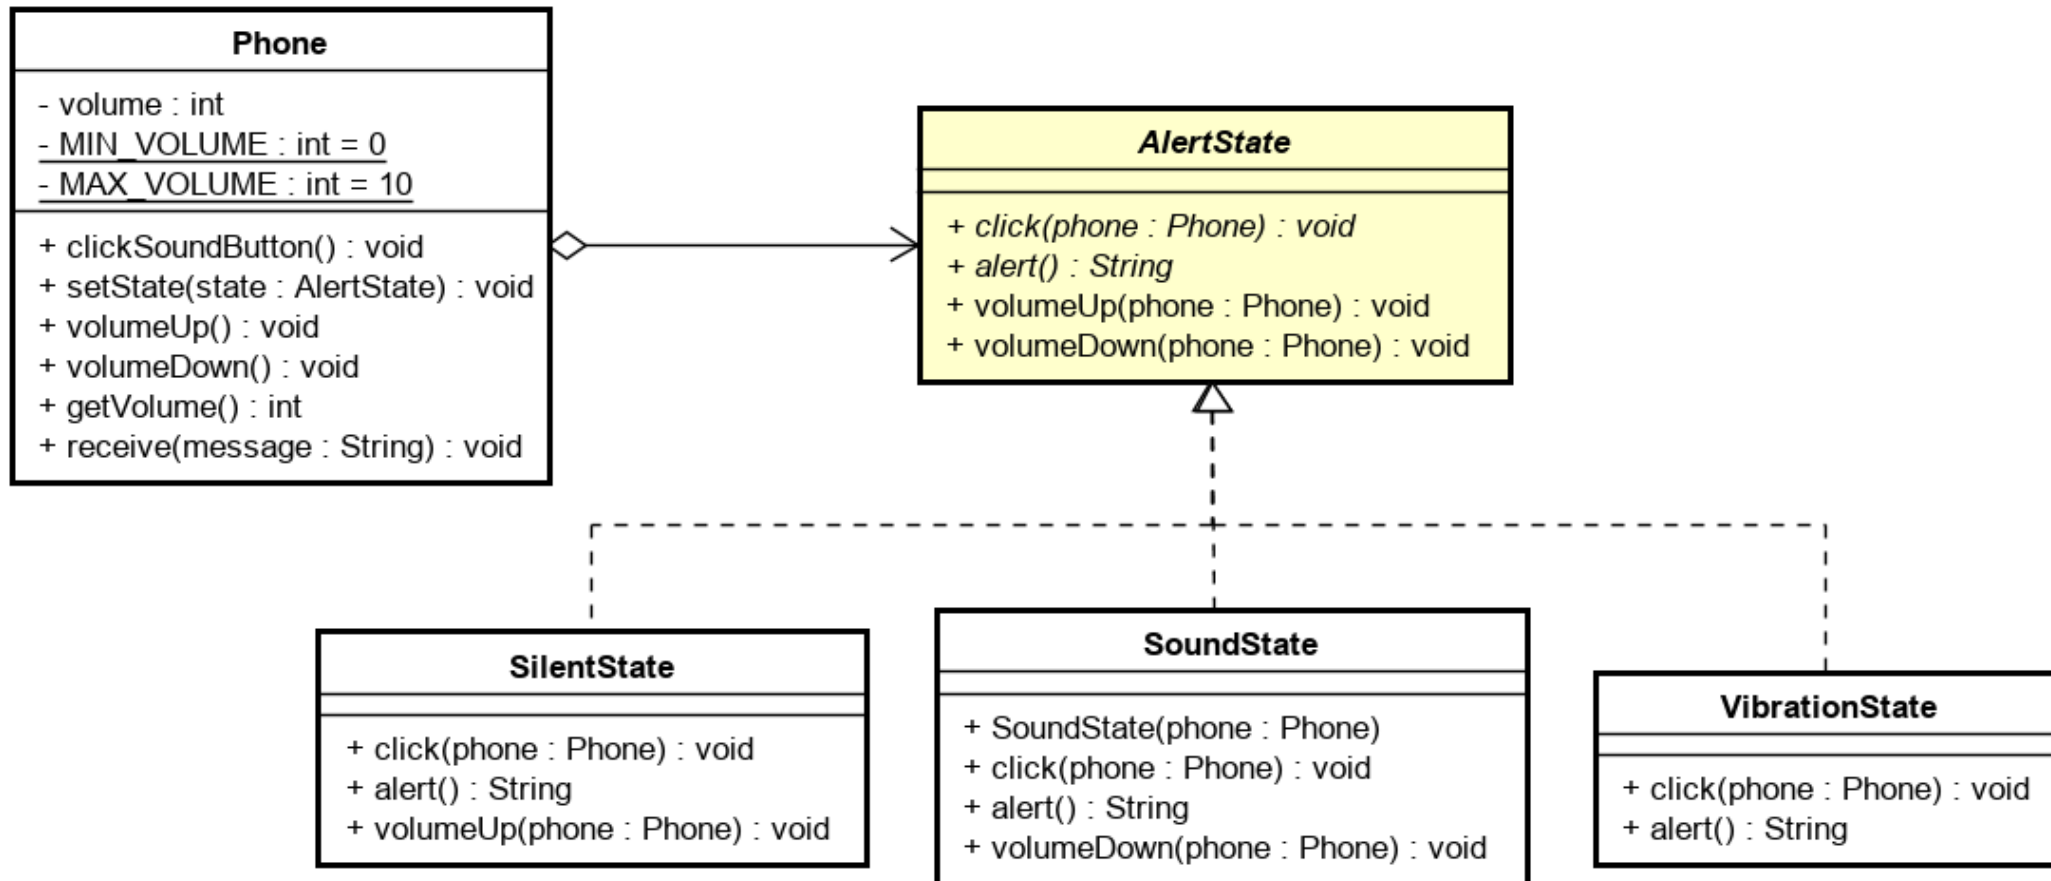 Phone
- volume : int
- MIN_VOLUME : int = 0
- MAX_VOLUME : int = 10
+ clickSoundButton() : void
+ setState(state : AlertState) : void
+ volumeUp() : void
+ volumeDown() : void
+ getVolume() : int
+ receive(message : String) : void
AlertState
+ click(phone : Phone) : void
+ alert() : String
+ volumeUp(phone : Phone) : void
+ volumeDown(phone : Phone) : void
SilentState
+ click(phone : Phone) : void
+ alert() : String
+ volumeUp(phone : Phone) : void
SoundState
+ SoundState(phone : Phone)
+ click(phone : Phone) : void
+ alert() : String
+ volumeDown(phone : Phone) : void
VibrationState
+ click(phone : Phone) : void
+ alert() : String